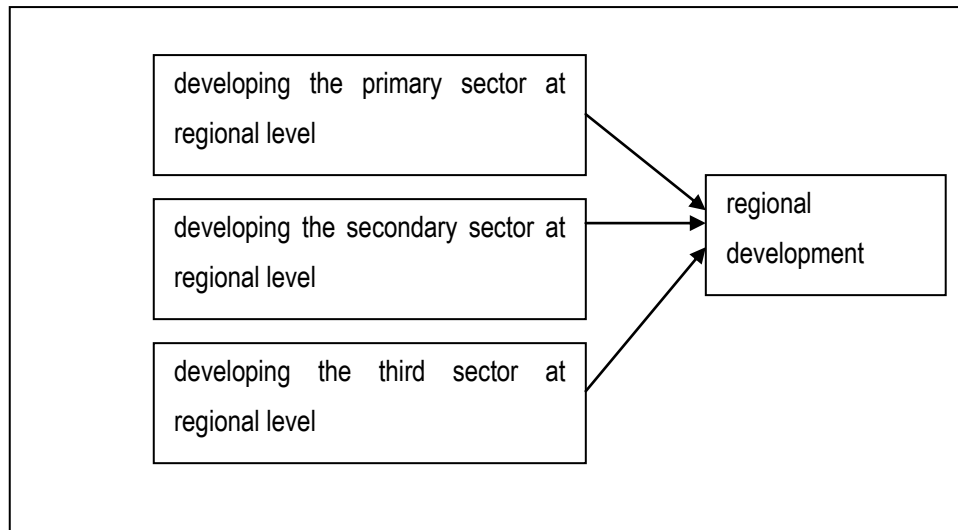 developing the primary sector at
regional level
developing the secondary sector at
regional level
developing the third sector at
regional level
regional
development